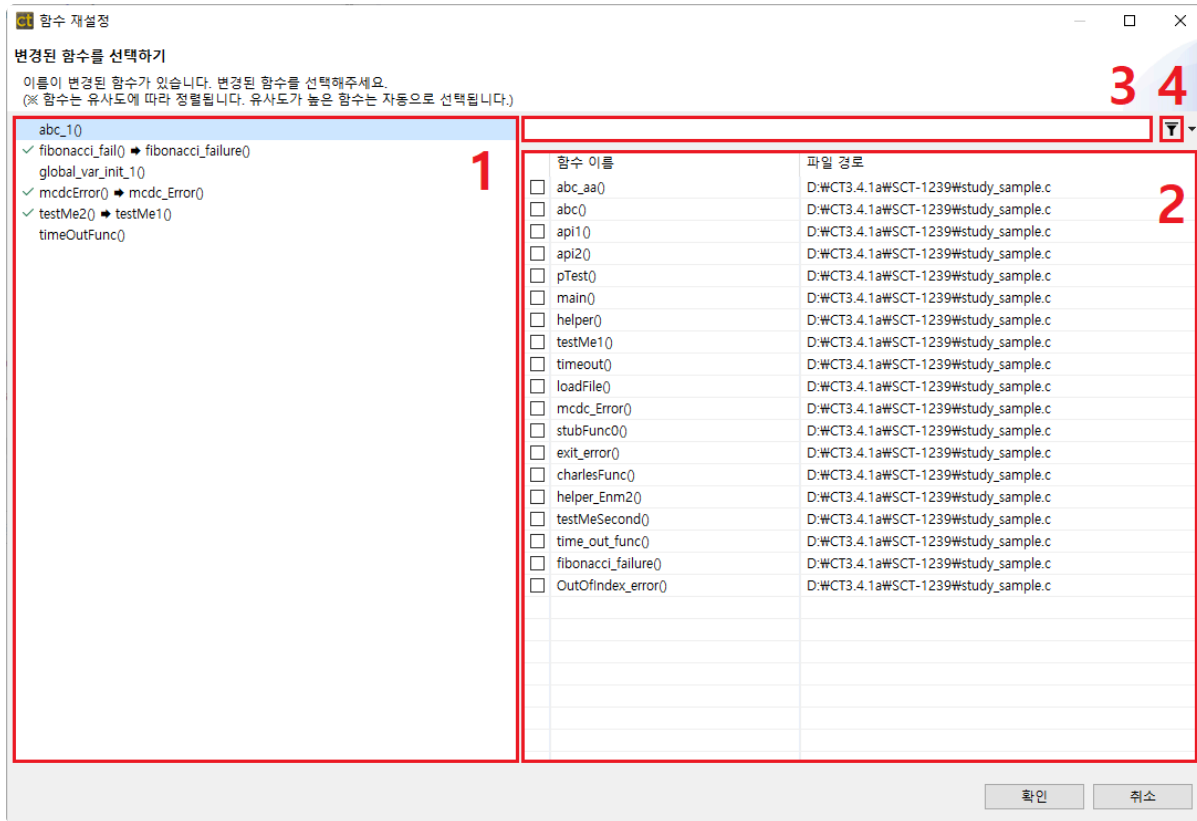 ct 함수 재설정
변경된 함수를 선택하기
이름이 변경된 함수가 있습니다. 변경된 함수를 선택해주세요.
(※ 함수는 유사도에 따라 정렬됩니다. 유사도가 높은 함수는 자동으로 선택됩니다.)
3 4
abc_1()
✓ fibonacci_fail() ➡ fibonacci_failure()
global_var_init_1()
✓ mcdcError() ➡ mcdc_Error()
✓ testMe2() ➡ testMe1()
timeOutFunc()
1
함수 이름 파일 경로
abc_aa() D:₩CT3.4.1a₩SCT-1239₩study_sample.c
abc() D:₩CT3.4.1a₩SCT-1239₩study_sample.c
api1() D:₩CT3.4.1a₩SCT-1239₩study_sample.c
api2() D:₩CT3.4.1a₩SCT-1239₩study_sample.c
pTest() D:₩CT3.4.1a₩SCT-1239₩study_sample.c
main() D:₩CT3.4.1a₩SCT-1239₩study_sample.c
helper() D:₩CT3.4.1a₩SCT-1239₩study_sample.c
testMe1() D:₩CT3.4.1a₩SCT-1239₩study_sample.c
timeout() D:₩CT3.4.1a₩SCT-1239₩study_sample.c
loadFile() D:₩CT3.4.1a₩SCT-1239₩study_sample.c
mcdc_Error() D:₩CT3.4.1a₩SCT-1239₩study_sample.c
stubFunc0() D:₩CT3.4.1a₩SCT-1239₩study_sample.c
exit_error() D:₩CT3.4.1a₩SCT-1239₩study_sample.c
charlesFunc() D:₩CT3.4.1a₩SCT-1239₩study_sample.c
helper_Enm2() D:₩CT3.4.1a₩SCT-1239₩study_sample.c
testMeSecond() D:₩CT3.4.1a₩SCT-1239₩study_sample.c
time_out_func() D:₩CT3.4.1a₩SCT-1239₩study_sample.c
fibonacci_failure() D:₩CT3.4.1a₩SCT-1239₩study_sample.c
OutOfIndex_error() D:₩CT3.4.1a₩SCT-1239₩study_sample.c
2
확인 취소